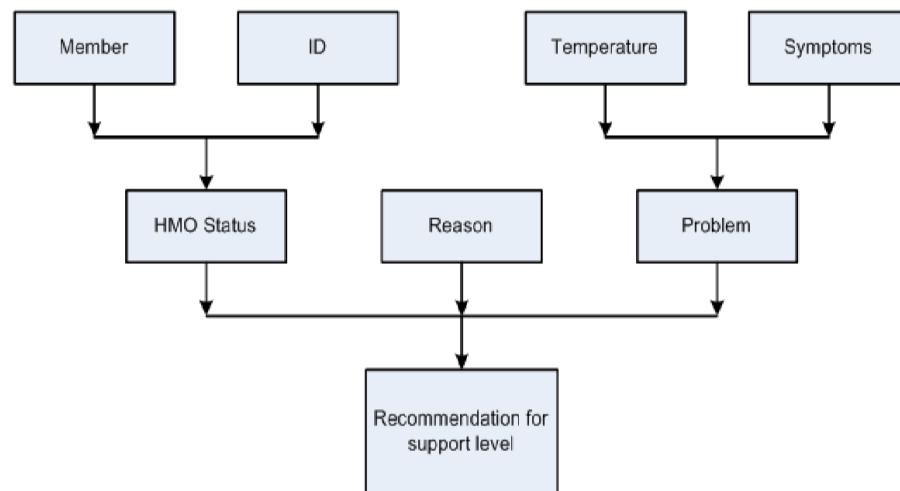 Member
ID
Temperature
Symptoms
HMO Status
Reason
Problem
Recommendation for
support level